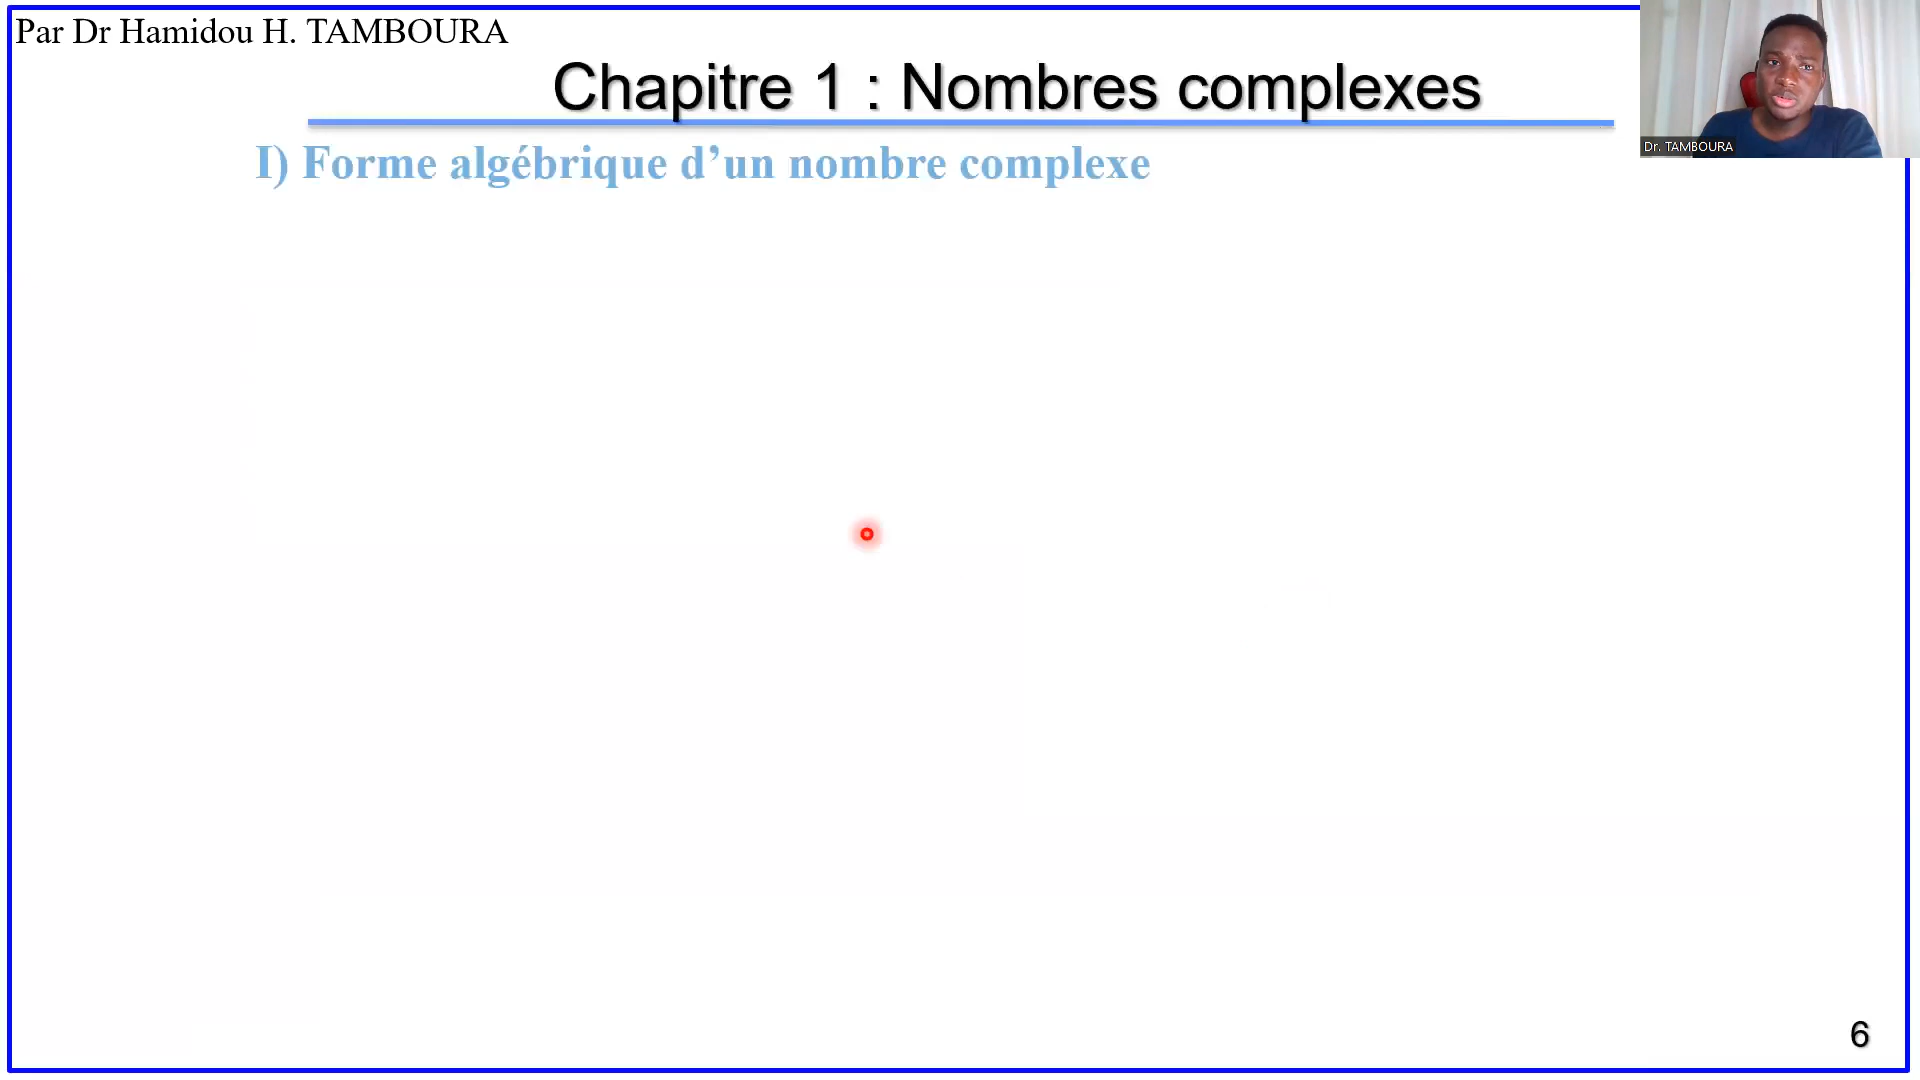 Par Dr Hamidou H. TAMBOURA
Chapitre 1 : Nombres complexes
Dr. TAMBOURA
I) Forme algébrique d’un nombre complexe
6